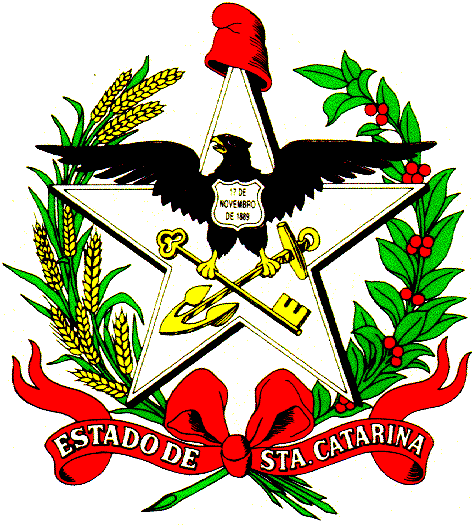 17 DE
NOVEMBRO
DE 1889
ESTADO DE STA. CATARINA